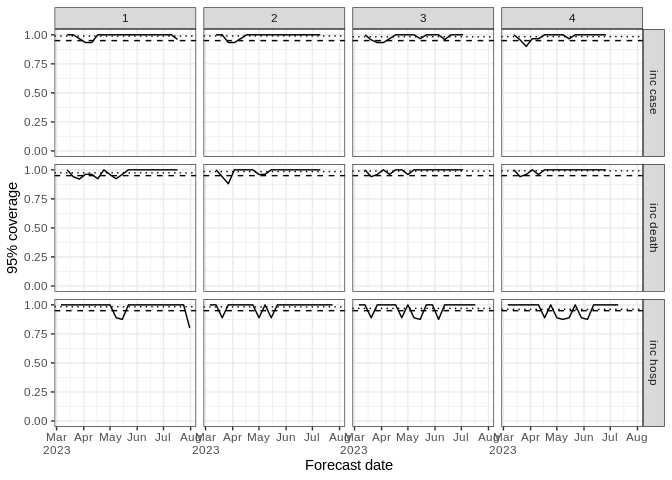 1 2 3 4
1.00
0.75
0.50
0.25
0.00
inc case
1.00
0.75
0.50
0.25
0.00
inc death
1.00
0.75
0.50
0.25
0.00
inc hosp
95% coverage
Mar Apr May Jun Jul Aug Mar Apr May Jun Jul Aug Mar Apr May Jun Jul Aug Mar Apr May Jun Jul Aug
2023 2023 2023 2023
Forecast date